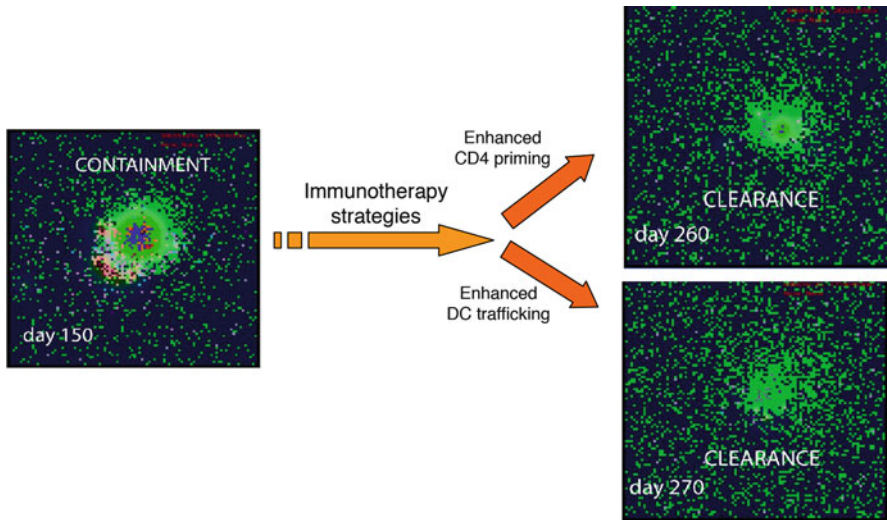 CONTAINMENT
day 150
Immunotherapy
strategies
Enhanced
CD4 priming
Enhanced
DC trafficking
CLEARANCE
day 260
CLEARANCE
day 270